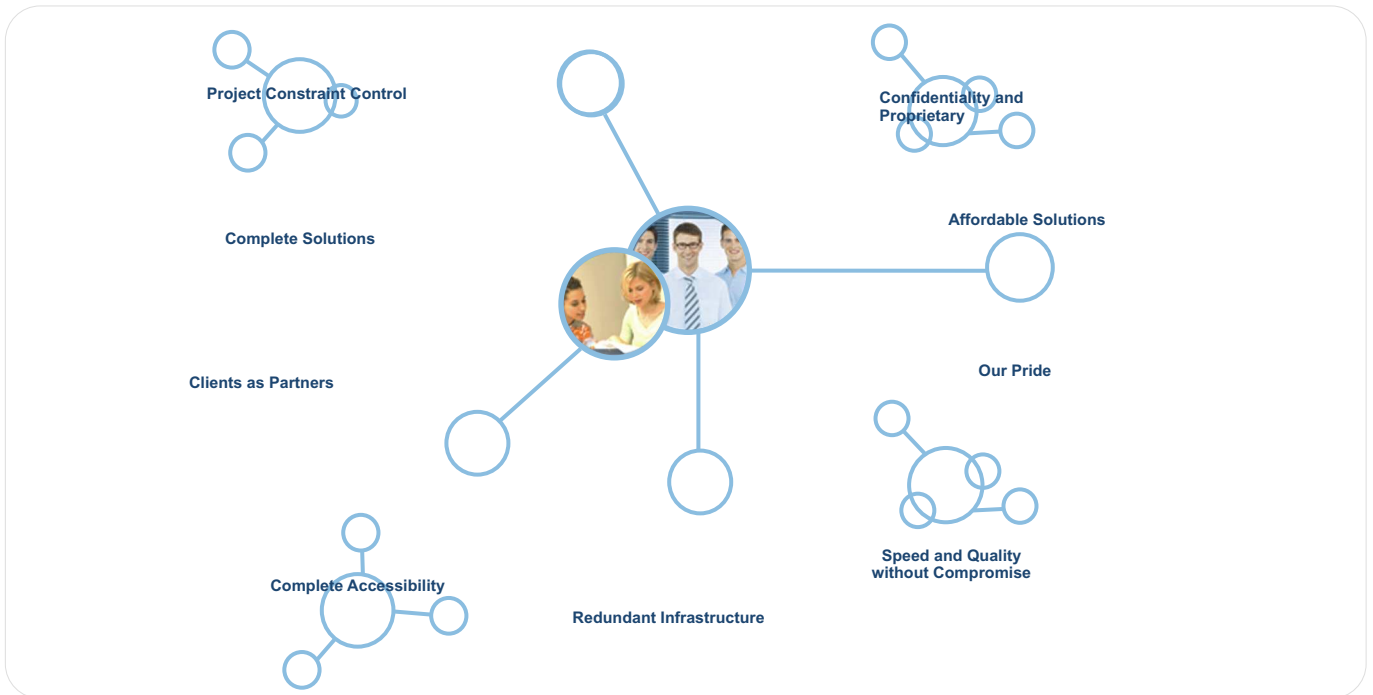 Project Constraint Control
Confidentiality and
Proprietary
Affordable Solutions
Complete Solutions
Our Pride
Clients as Partners
Speed and Quality
without Compromise
Complete Accessibility
Redundant Infrastructure